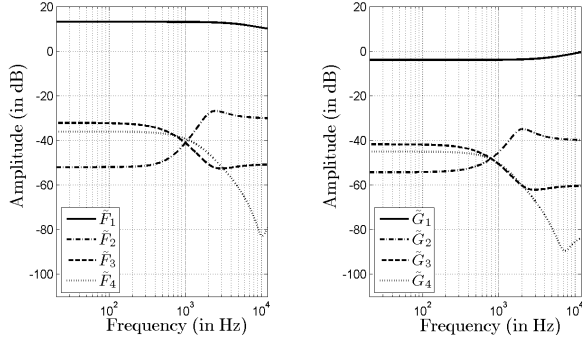 Amplitude (in dB)
20
0
-20
-40
-60
-80
-100
F̃1
F̃2
F̃3
F̃4
10^2
10^3
10^4
Frequency (in Hz)
Amplitude (in dB)
20
0
-20
-40
-60
-80
-100
G̃1
G̃2
G̃3
G̃4
10^2
10^3
10^4
Frequency (in Hz)